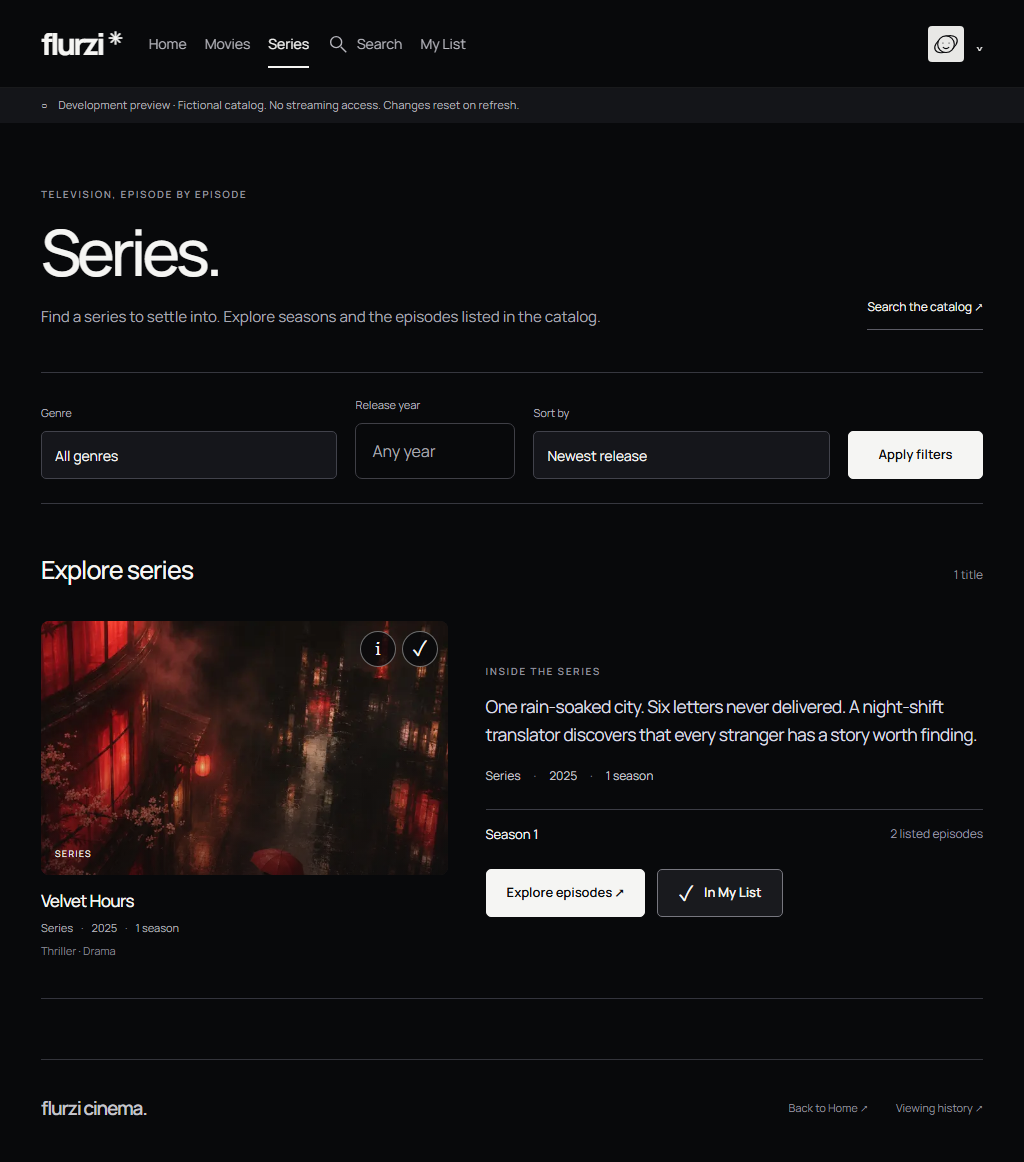 flurzi *
Home Movies Series Search My List
Development preview · Fictional catalog. No streaming access. Changes reset on refresh.
TELEVISION, EPISODE BY EPISODE
Series.
Find a series to settle into. Explore seasons and the episodes listed in the catalog.
Search the catalog ↗
Genre
All genres
Release year
Any year
Sort by
Newest release
Apply filters
Explore series
1 title
i ✓
SERIES
Velvet Hours
Series · 2025 · 1 season
Thriller · Drama
INSIDE THE SERIES
One rain-soaked city. Six letters never delivered. A night-shift
translator discovers that every stranger has a story worth finding.
Series · 2025 · 1 season
Season 1
2 listed episodes
Explore episodes ↗
✓ In My List
flurzi cinema.
Back to Home ↗
Viewing history ↗